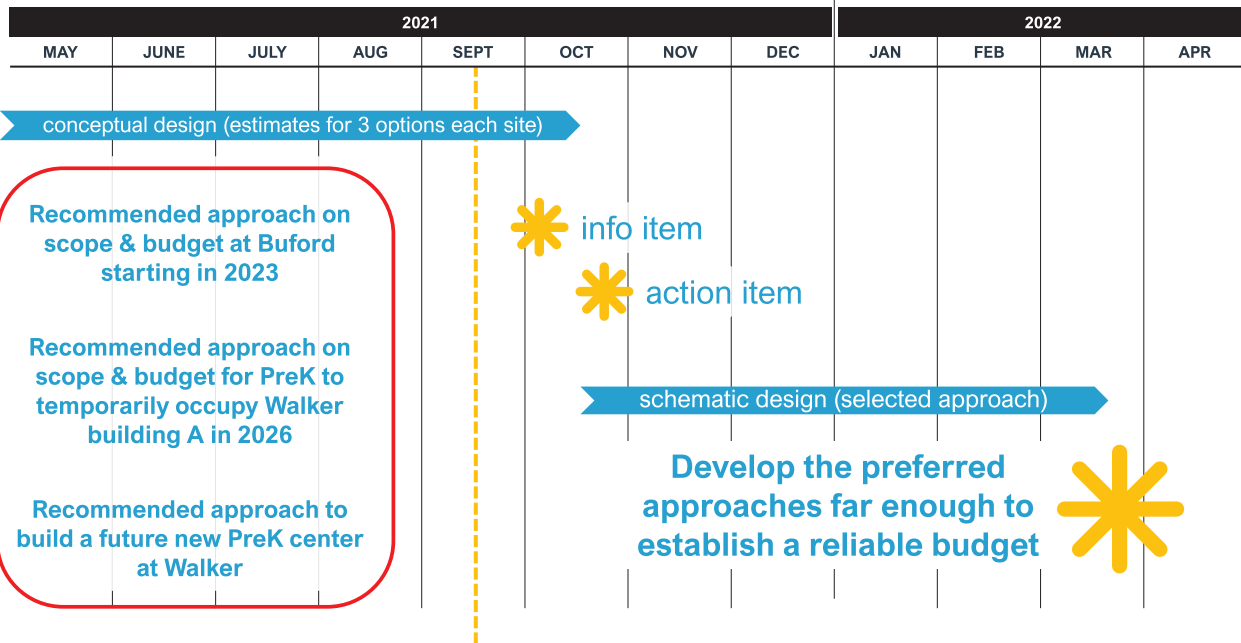 2021
2022
MAY JUNE JULY AUG SEPT OCT NOV DEC JAN FEB MAR APR
conceptual design (estimates for 3 options each site)
Recommended approach on
scope & budget at Buford
starting in 2023
info item
action item
Recommended approach on
scope & budget for PreK to
temporarily occupy Walker
building A in 2026
schematic design (selected approach)
Develop the preferred
approaches far enough to
establish a reliable budget
Recommended approach to
build a future new PreK center
at Walker